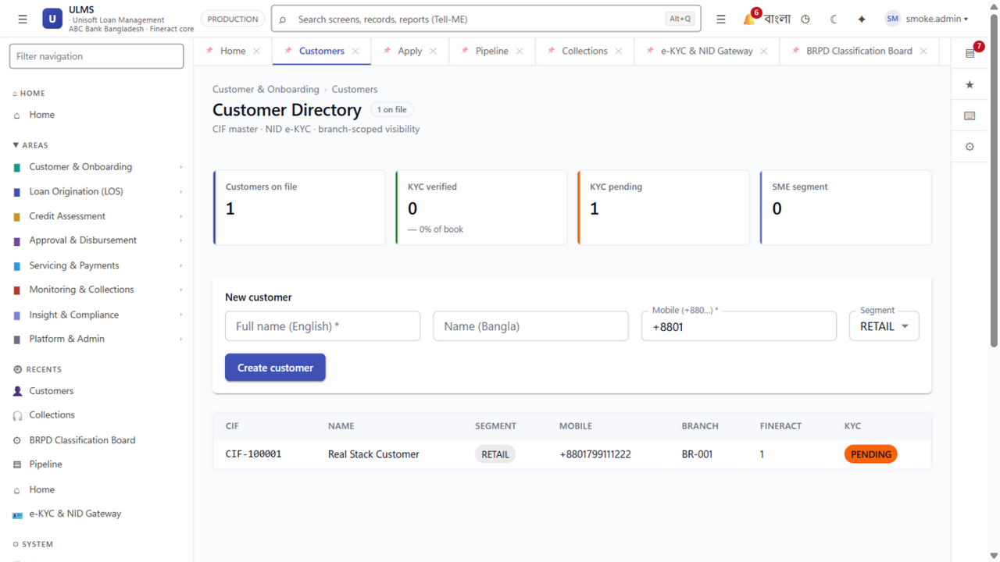 U
ULMS
· Unisoft Loan Management
ABC Bank Bangladesh · Fineract core
PRODUCTION
Search screens, records, reports (Tell-ME)
Alt+Q
6
বাংলা
SM
smoke.admin
Filter navigation
HOME
Home
AREAS
Customer & Onboarding
Loan Origination (LOS)
Credit Assessment
Approval & Disbursement
Servicing & Payments
Monitoring & Collections
Insight & Compliance
Platform & Admin
RECENTS
Customers
Collections
BRPD Classification Board
Pipeline
Home
e-KYC & NID Gateway
SYSTEM
Home
Customers
Apply
Pipeline
Collections
e-KYC & NID Gateway
BRPD Classification Board
7
Customer & Onboarding › Customers
Customer Directory
1 on file
CIF master · NID e-KYC · branch-scoped visibility
Customers on file
1
KYC verified
0
— 0% of book
KYC pending
1
SME segment
0
New customer
Full name (English) *
Name (Bangla)
Mobile (+880...) *
+8801
Segment
RETAIL
Create customer
CIF NAME SEGMENT MOBILE BRANCH FINERACT KYC
CIF-100001 Real Stack Customer RETAIL +8801799111222 BR-001 1 PENDING